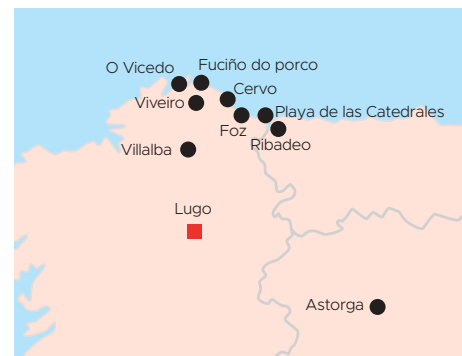 Fuciño do porco
O Vicedo
Cervo
Viveiro
Playa de las Catedrales
Foz
Ribadeo
Villalba
Lugo
Astorga